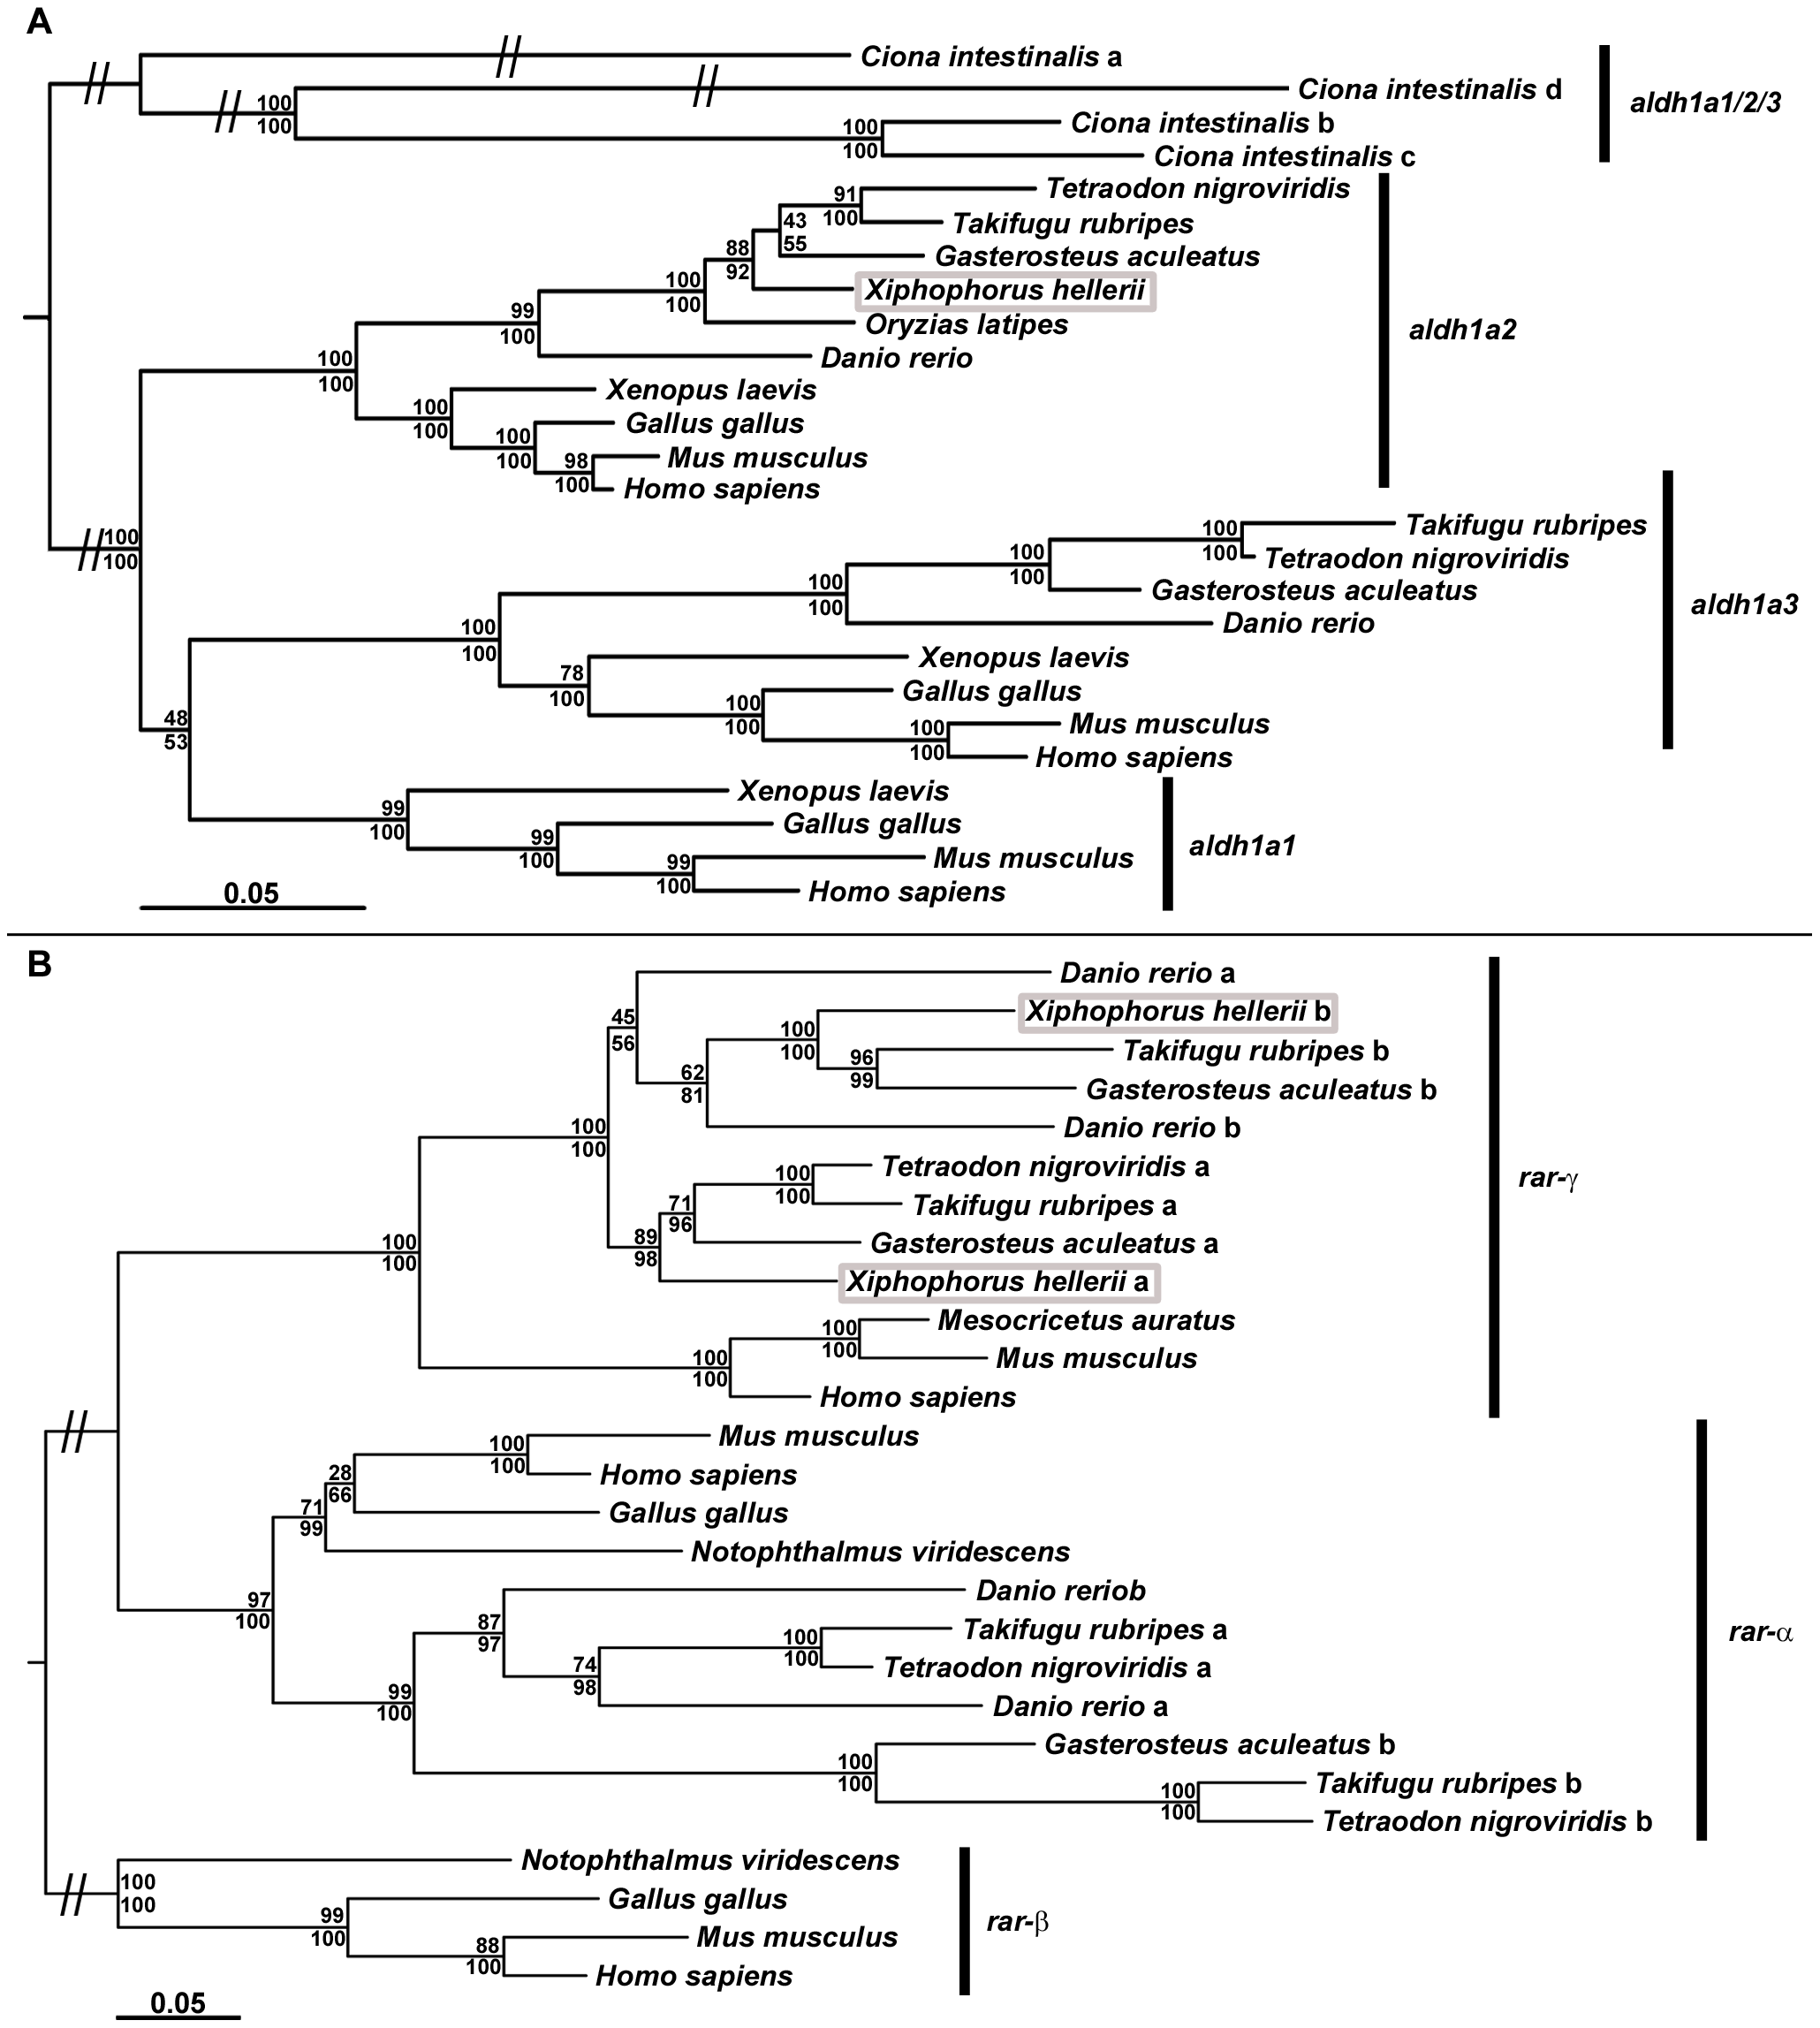 A
Ciona intestinalis a
Ciona intestinalis d
100
100
aldh1a1/2/3
Ciona intestinalis b
100
100
Ciona intestinalis c
Tetraodon nigroviridis
91
100
Takifugu rubripes
43
55
Gasterosteus aculeatus
88
92
Xiphophorus hellerii
100
100
Oryzias latipes
99
100
aldh1a2
Danio rerio
100
100
Xenopus laevis
100
100
Gallus gallus
100
100
Mus musculus
98
100
Homo sapiens
Takifugu rubripes
100
100
Tetraodon nigroviridis
100
100
100
100
Gasterosteus aculeatus
100
100
aldh1a3
Danio rerio
100
100
Xenopus laevis
78
100
Gallus gallus
100
100
Mus musculus
100
100
48
53
Homo sapiens
Xenopus laevis
99
100
Gallus gallus
99
100
aldh1a1
Mus musculus
99
100
Homo sapiens
0.05
B
Danio rerio a
Xiphophorus hellerii b
45
56
100
100
Takifugu rubripes b
96
99
62
81
Gasterosteus aculeatus b
100
100
Danio rerio b
Tetraodon nigroviridis a
100
100
rar-γ
Takifugu rubripes a
71
96
Gasterosteus aculeatus a
89
98
100
100
Xiphophorus hellerii a
Mesocricetus auratus
100
100
Mus musculus
100
100
Homo sapiens
Mus musculus
100
100
Homo sapiens
28
66
Gallus gallus
71
99
Notophthalmus viridescens
97
100
Danio reriob
87
97
Takifugu rubripes a
100
100
rar-α
Tetraodon nigroviridis a
74
98
99
100
Danio rerio a
Gasterosteus aculeatus b
100
100
Takifugu rubripes b
100
100
Tetraodon nigroviridis b
Notophthalmus viridescens
100
100
Gallus gallus
99
100
rar-β
Mus musculus
88
100
Homo sapiens
0.05